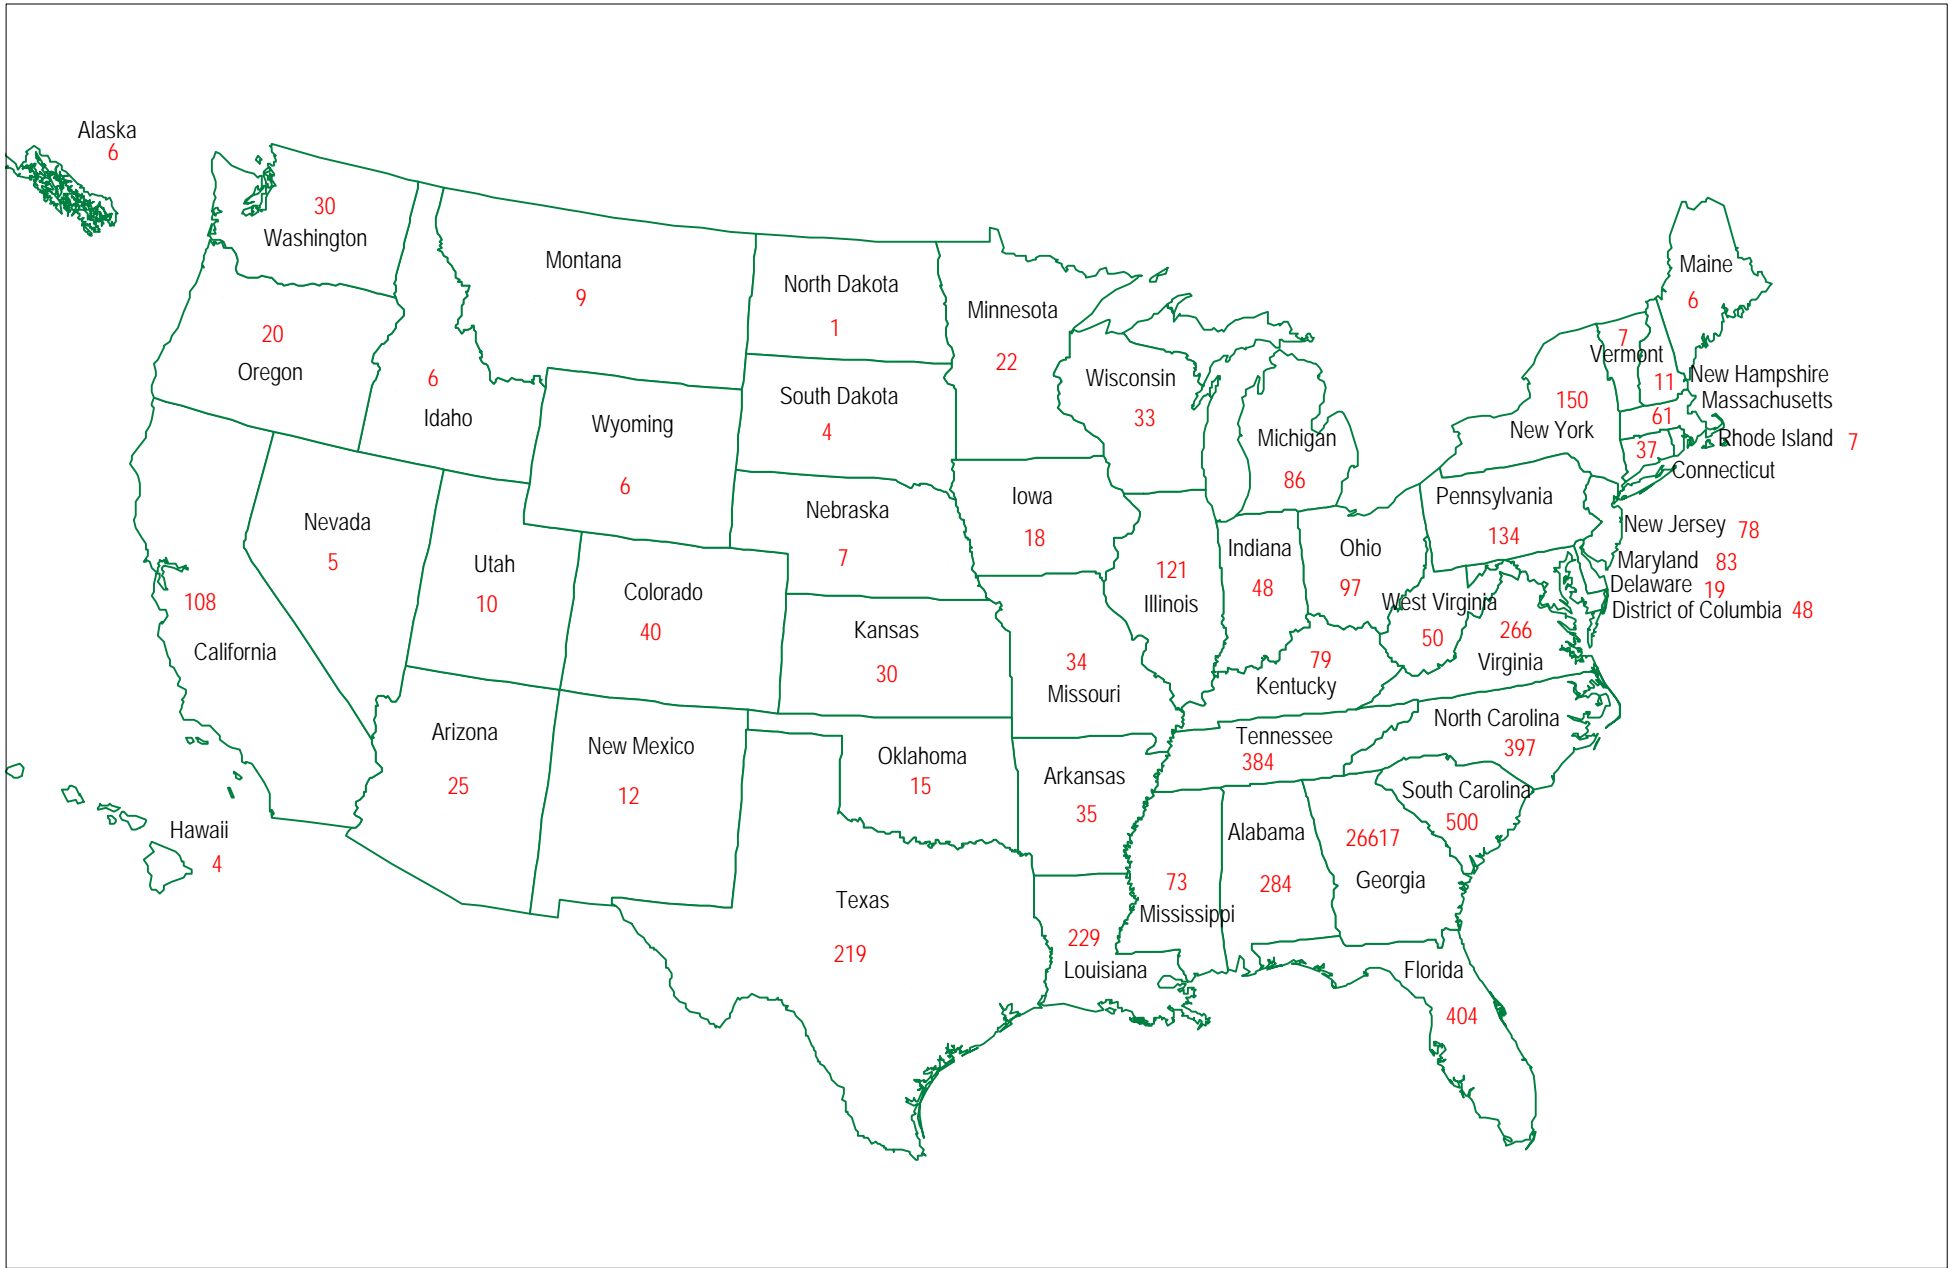 Alaska
6
30
Washington
Montana
9
North Dakota
1
Minnesota
22
Maine
6
20
Oregon
6
Idaho
Wyoming
6
South Dakota
4
Wisconsin
33
Michigan
86
7
Vermont
11 New Hampshire
150
New York
Massachusetts
61
Rhode Island 7
37
Connecticut
Nevada
5
Utah
10
Colorado
40
Nebraska
7
Iowa
18
121
Illinois
Indiana
48
Ohio
97
Pennsylvania
134
New Jersey 78
Maryland 83
Delaware 19
District of Columbia 48
West Virginia
50
266
Virginia
108
California
Kansas
30
34
Missouri
79
Kentucky
Arizona
25
New Mexico
12
Oklahoma
15
Arkansas
35
Tennessee
384
North Carolina
397
South Carolina
500
Hawaii
4
Texas
219
229
Louisiana
73
Mississippi
Alabama
284
26617
Georgia
Florida
404